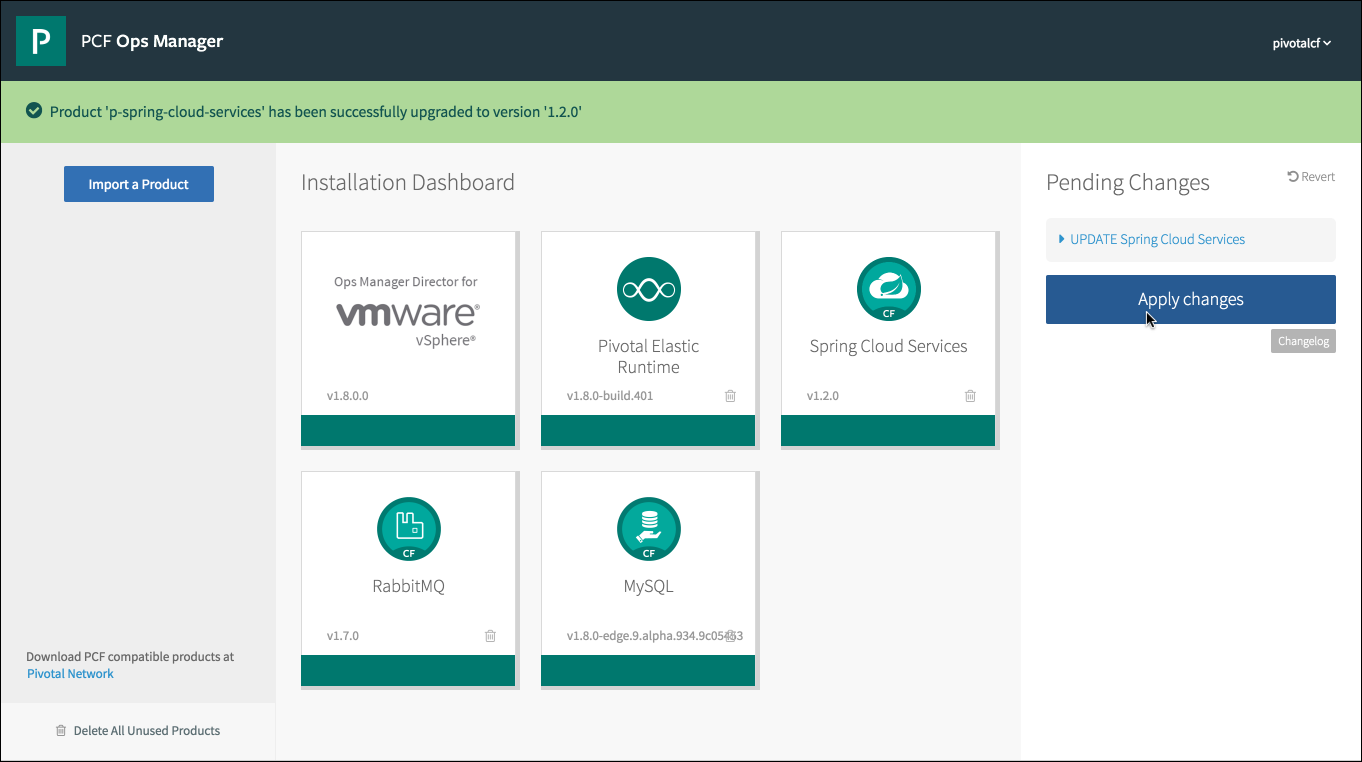 P
PCF Ops Manager
pivotalcf
Product 'p-spring-cloud-services' has been successfully upgraded to version '1.2.0'
Import a Product
Download PCF compatible products at
Pivotal Network
Delete All Unused Products
Installation Dashboard
Ops Manager Director for
vmware®
vSphere®
v1.8.0.0
Pivotal Elastic
Runtime
v1.8.0-build.401
CF
Spring Cloud Services
v1.2.0
CF
RabbitMQ
v1.7.0
CF
MySQL
v1.8.0-edge.9.alpha.934.9c05463
Pending Changes
Revert
UPDATE Spring Cloud Services
Apply changes
Changelog